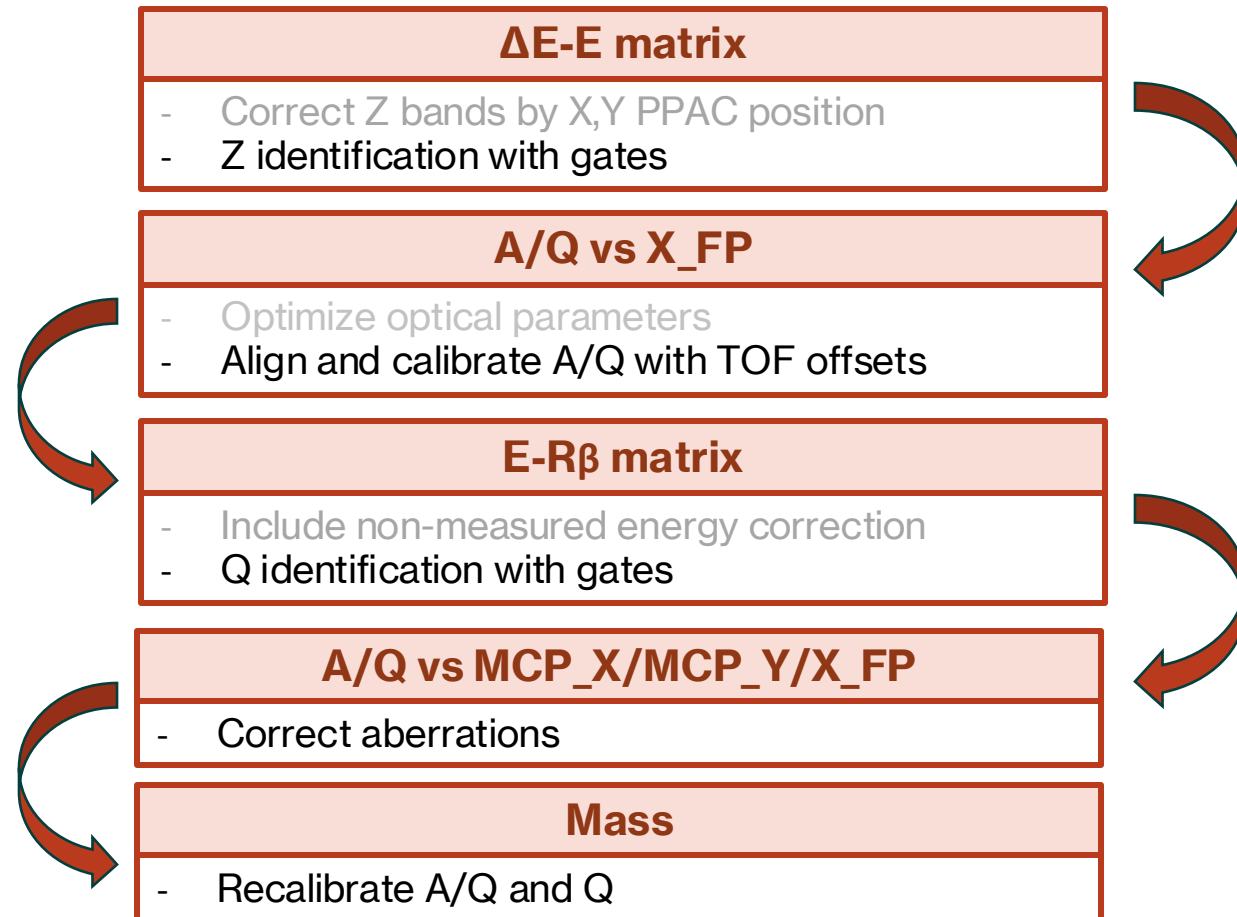 ΔE-E matrix
- Correct Z bands by X,Y PPAC position
- Z identification with gates
A/Q vs X_FP
- Optimize optical parameters
- Align and calibrate A/Q with TOF offsets
E-Rβ matrix
- Include non-measured energy correction
- Q identification with gates
A/Q vs MCP_X/MCP_Y/X_FP
- Correct aberrations
Mass
- Recalibrate A/Q and Q